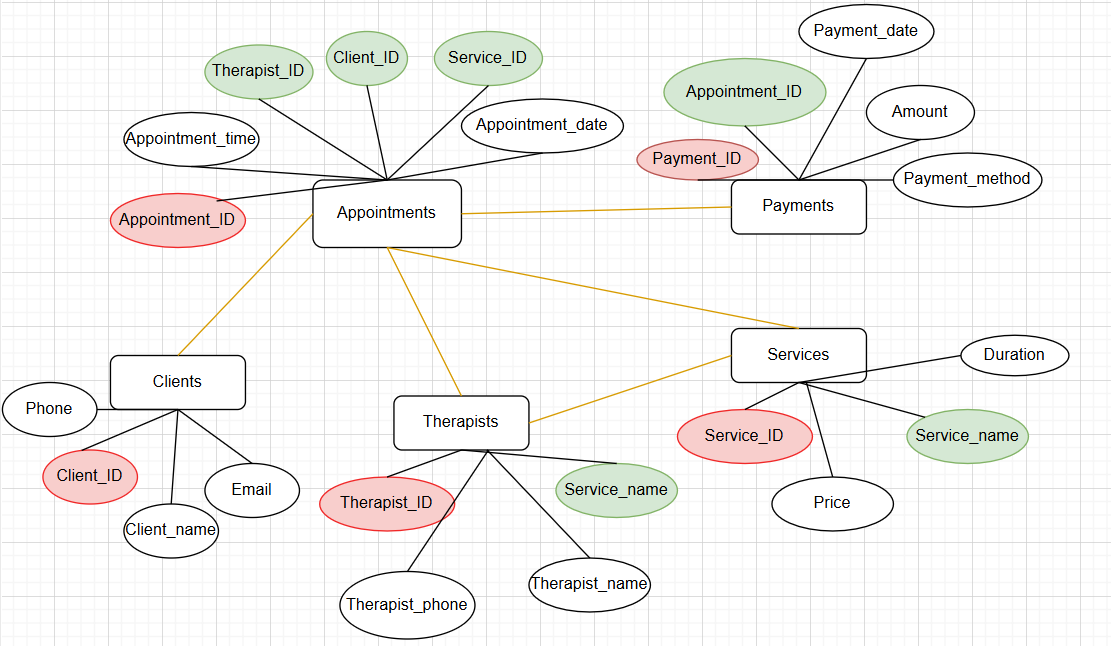 Payment_date
Therapist_ID
Client_ID
Service_ID
Appointment_ID
Appointment_time
Appointment_date
Amount
Payment_ID
Payment_method
Appointment_ID
Appointments
Payments
Clients
Services
Duration
Phone
Therapists
Client_ID
Email
Client_name
Therapist_ID
Service_name
Service_ID
Service_name
Price
Therapist_phone
Therapist_name